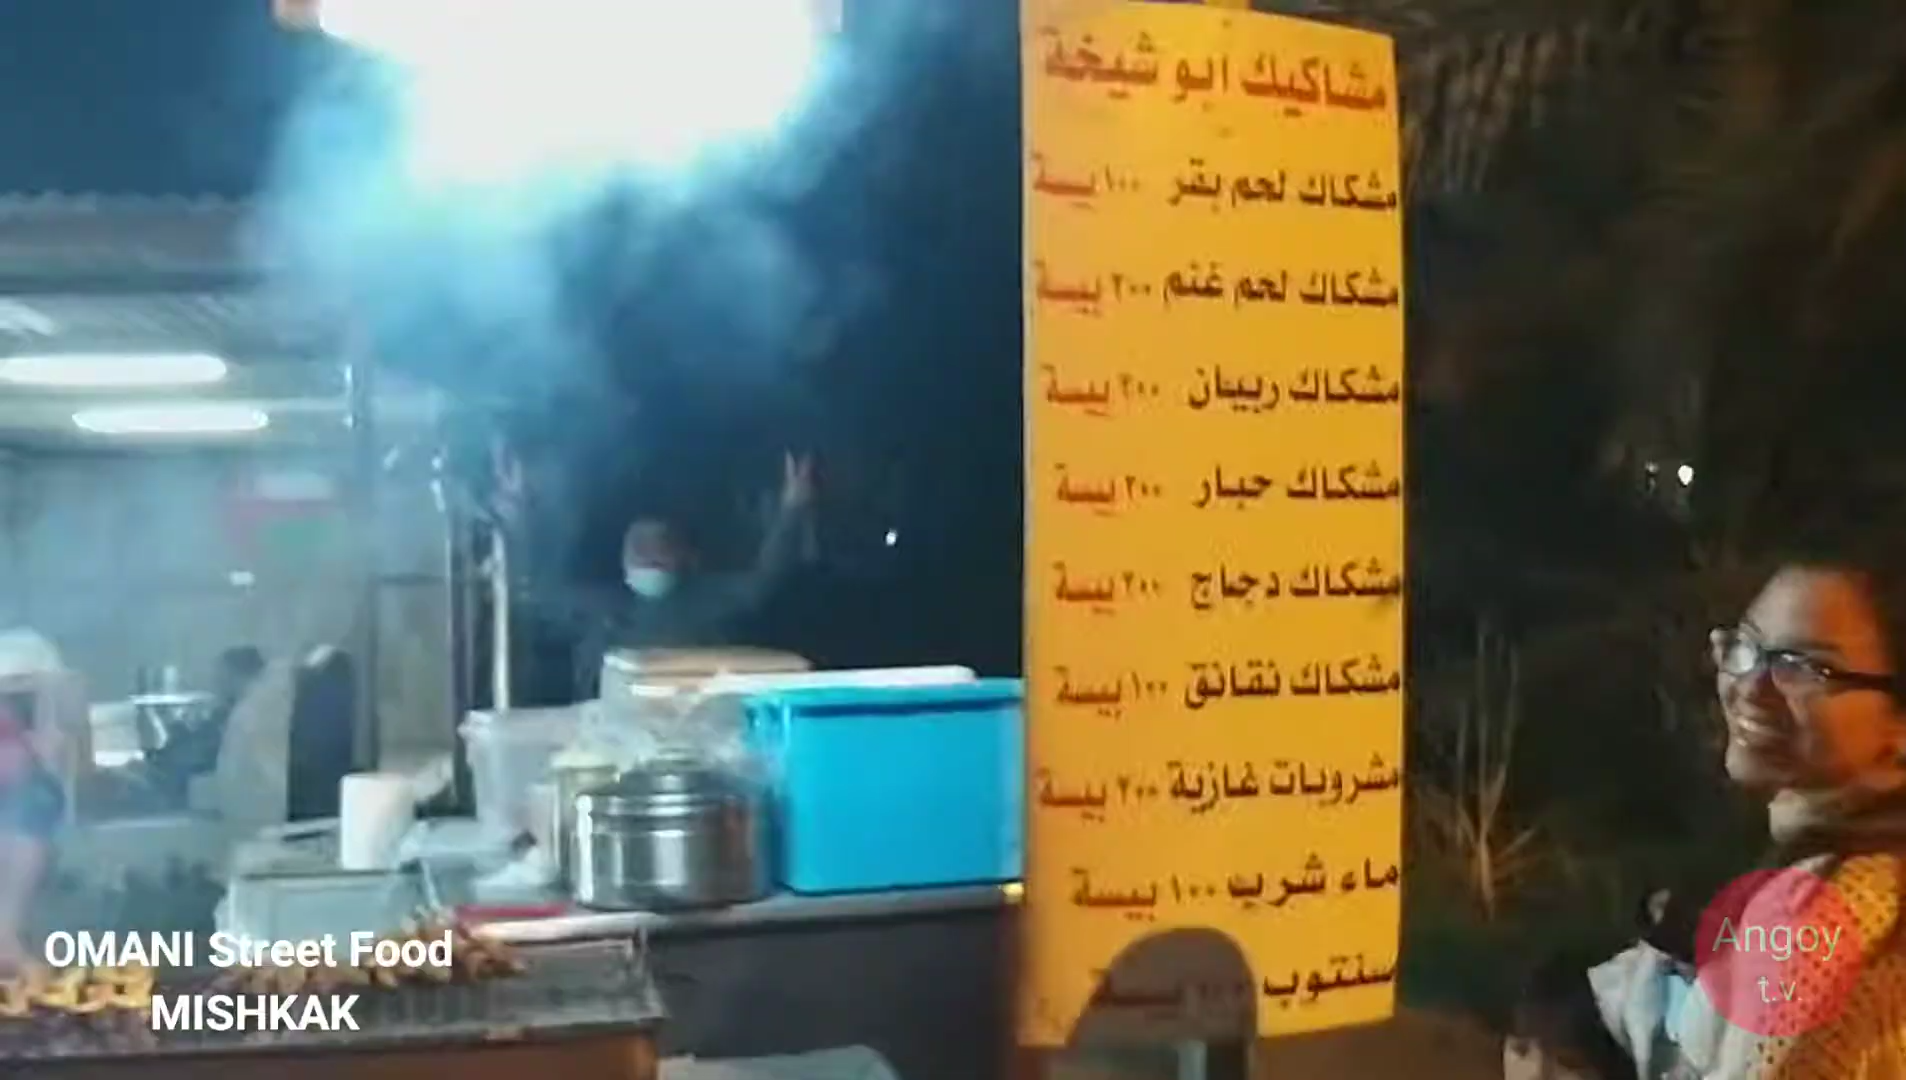 مشاكيك ابو شيخة
مشكاك لحم بقر ١٠٠ بيسة
مشكاك لحم غنم ٢٠٠ بيسة
مشكاك ربيان ٢٠٠ بيسة
مشكاك حبار ٢٠٠ بيسة
مشكاك دجاج ٢٠٠ بيسة
مشكاك نقانق ١٠٠ بيسة
مشروبات غازية ٢٠٠ بيسة
ماء شرب ١٠٠ بيسة
سنتوب بيسة
OMANI Street Food
MISHKAK
Angoy
t.v.